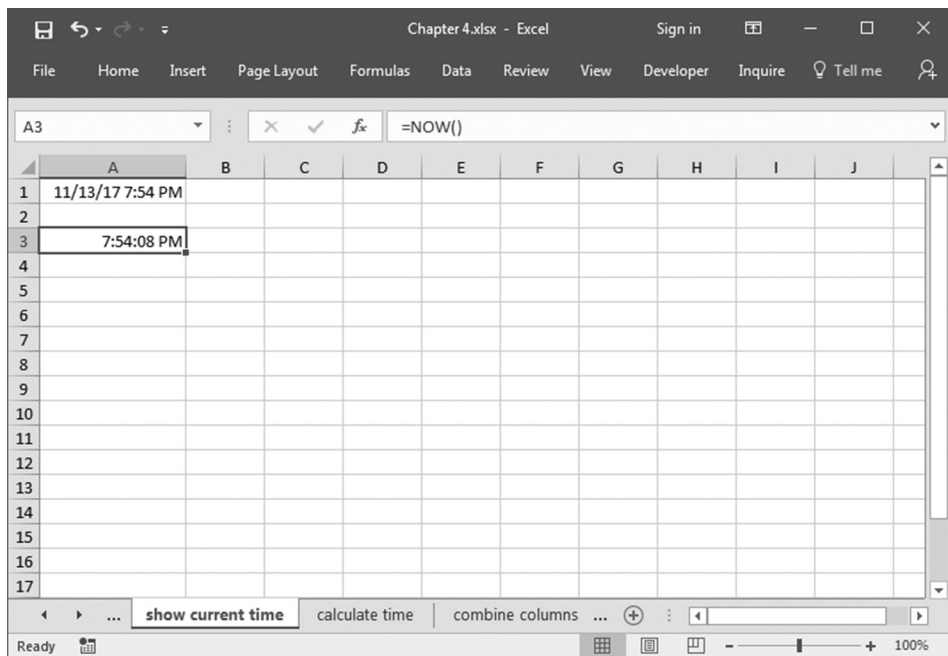 Chapter 4.xlsx - Excel
Sign in
File Home Insert Page Layout Formulas Data Review View Developer Inquire Tell me
A3 fx =NOW()
A B C D E F G H I J
1 11/13/17 7:54 PM
2
3 7:54:08 PM
4
5
6
7
8
9
10
11
12
13
14
15
16
17
... show current time calculate time combine columns ...
Ready 100%